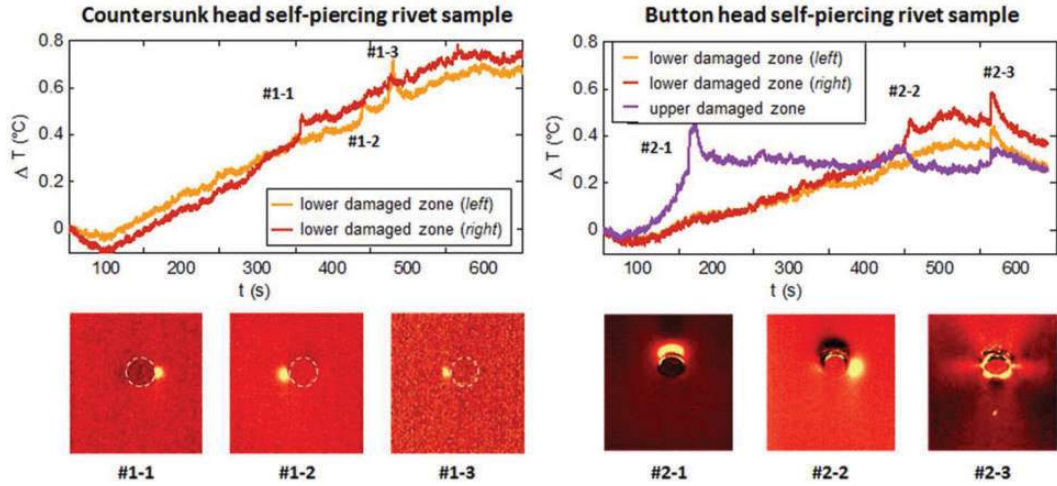 Countersunk head self-piercing rivet sample
0.8
0.6
0.4
0.2
0
Δ T (ºC)
#1-1
#1-2
#1-3
lower damaged zone (left)
lower damaged zone (right)
100 200 300 400 500 600
t (s)
#1-1 #1-2 #1-3
Button head self-piercing rivet sample
0.8
0.6
0.4
0.2
0
Δ T (ºC)
lower damaged zone (left)
lower damaged zone (right)
upper damaged zone
#2-1
#2-2
#2-3
100 200 300 400 500 600
t (s)
#2-1 #2-2 #2-3